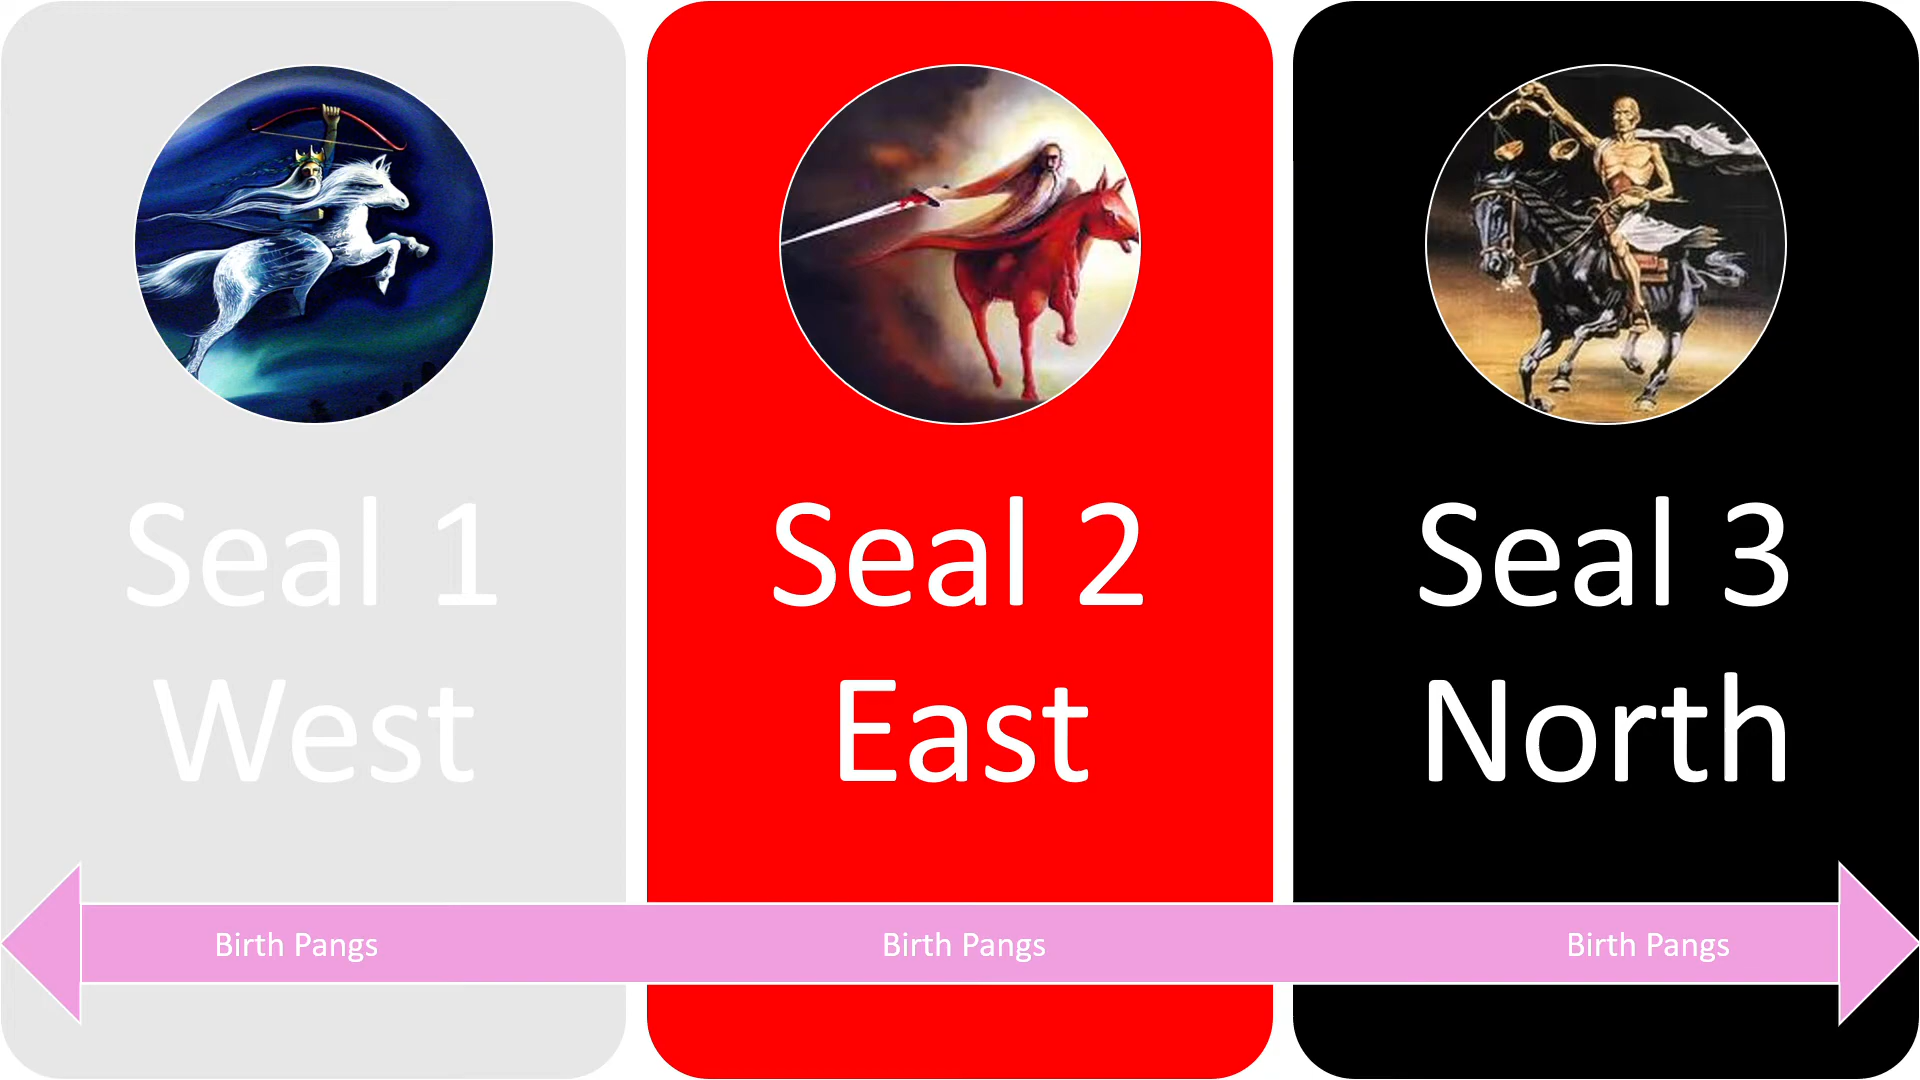 Seal 1
West
Seal 2
East
Seal 3
North
Birth Pangs
Birth Pangs
Birth Pangs